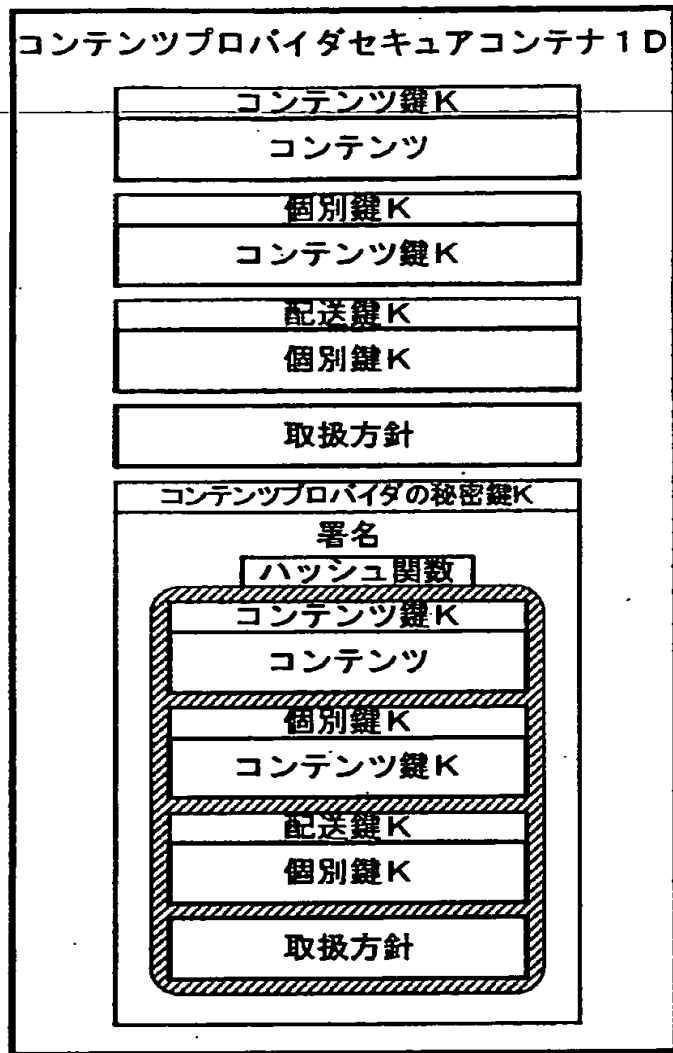 コンテンツプロバイダセキュアコンテナ1D
コンテンツ鍵K
コンテンツ
個別鍵K
コンテンツ鍵K
配送鍵K
個別鍵K
取扱方針
コンテンツプロバイダの秘密鍵K
署名
ハッシュ関数
コンテンツ鍵K
コンテンツ
個別鍵K
コンテンツ鍵K
配送鍵K
個別鍵K
取扱方針